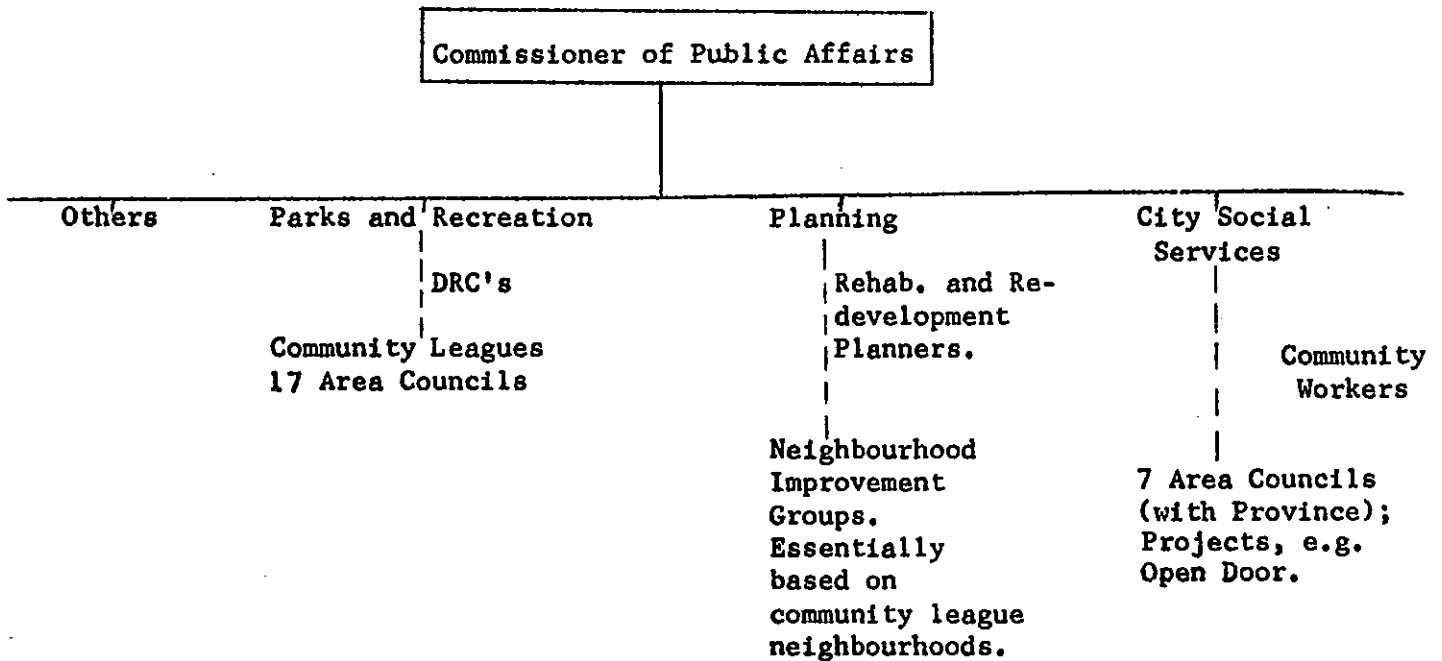 Commissioner of Public Affairs
Others
Parks and Recreation
DRC's
Community Leagues
17 Area Councils
Planning
Rehab. and Re-
development
Planners.
Neighbourhood
Improvement
Groups.
Essentially
based on
community league
neighbourhoods.
City Social
Services
Community
Workers
7 Area Councils
(with Province);
Projects, e.g.
Open Door.